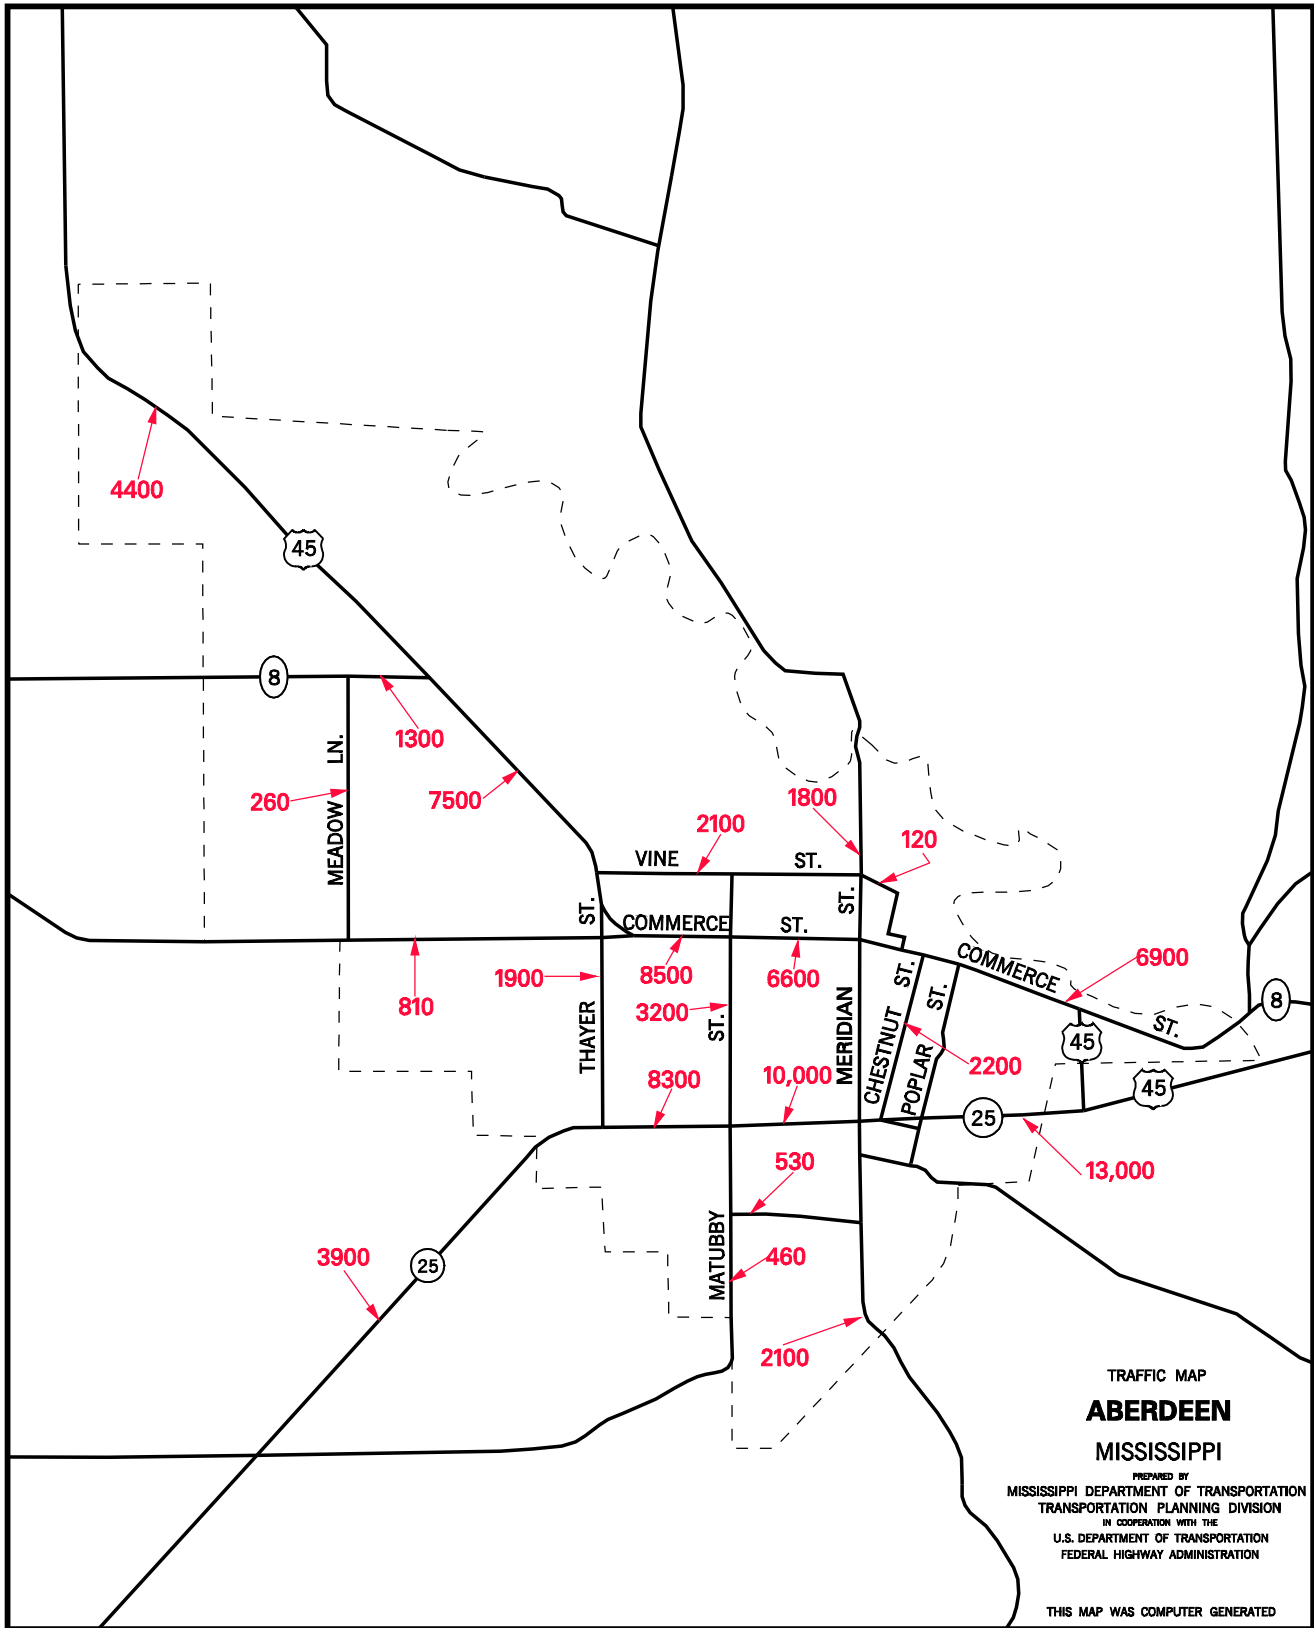 4400
45
8
1300
LN.
260
7500
MEADOW
1800
2100
120
VINE ST.
ST.
ST.
COMMERCE ST.
COMMERCE
6900
ST.
ST.
ST.
1900
8500
6600
810
3200
8
THAYER
ST.
MERIDIAN
CHESTNUT
POPLAR
45
2200
8300
10,000
45
25
530
13,000
MATUBBY
3900
25
460
2100
TRAFFIC MAP
ABERDEEN
MISSISSIPPI
PREPARED BY
MISSISSIPPI DEPARTMENT OF TRANSPORTATION
TRANSPORTATION PLANNING DIVISION
IN COOPERATION WITH THE
U.S. DEPARTMENT OF TRANSPORTATION
FEDERAL HIGHWAY ADMINISTRATION
THIS MAP WAS COMPUTER GENERATED